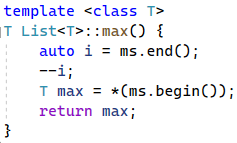 template <class T>
T List<T>::max() {
    auto i = ms.end();
    --i;
    T max = *(ms.begin());
    return max;
}